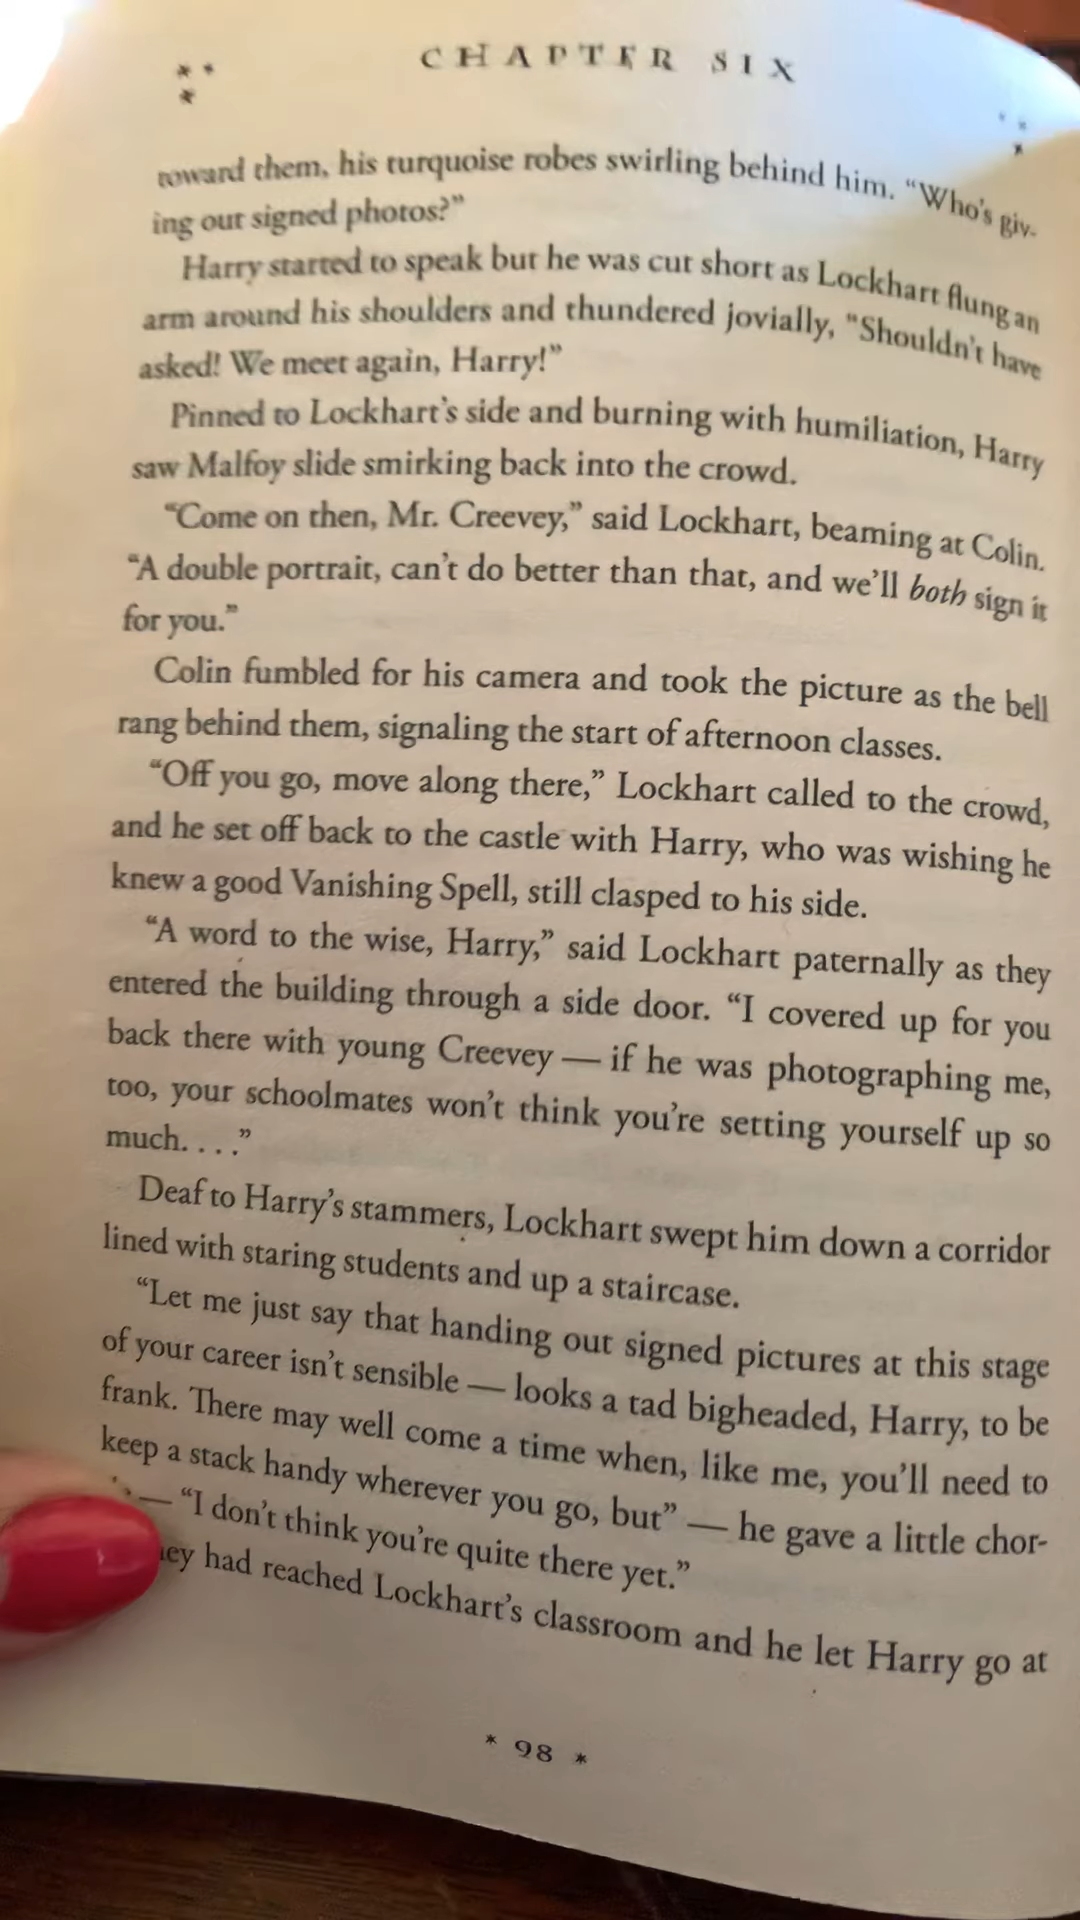 CHAPTER SIX
toward them, his turquoise robes swirling behind him. “Who’s giv-
ing out signed photos?”
Harry started to speak but he was cut short as Lockhart flung an
arm around his shoulders and thundered jovially, “Shouldn’t have
asked! We meet again, Harry!”
Pinned to Lockhart’s side and burning with humiliation, Harry
saw Malfoy slide smirking back into the crowd.
“Come on then, Mr. Creevey,” said Lockhart, beaming at Colin.
“A double portrait, can’t do better than that, and we’ll both sign it
for you.”
Colin fumbled for his camera and took the picture as the bell
rang behind them, signaling the start of afternoon classes.
“Off you go, move along there,” Lockhart called to the crowd,
and he set off back to the castle with Harry, who was wishing he
knew a good Vanishing Spell, still clasped to his side.
“A word to the wise, Harry,” said Lockhart paternally as they
entered the building through a side door. “I covered up for you
back there with young Creevey — if he was photographing me,
too, your schoolmates won’t think you’re setting yourself up so
much. . . .”
Deaf to Harry’s stammers, Lockhart swept him down a corridor
lined with staring students and up a staircase.
“Let me just say that handing out signed pictures at this stage
of your career isn’t sensible — looks a tad bigheaded, Harry, to be
frank. There may well come a time when, like me, you’ll need to
keep a stack handy wherever you go, but” — he gave a little chor-
— “I don’t think you’re quite there yet.”
had reached Lockhart’s classroom and he let Harry go at
* 98 *